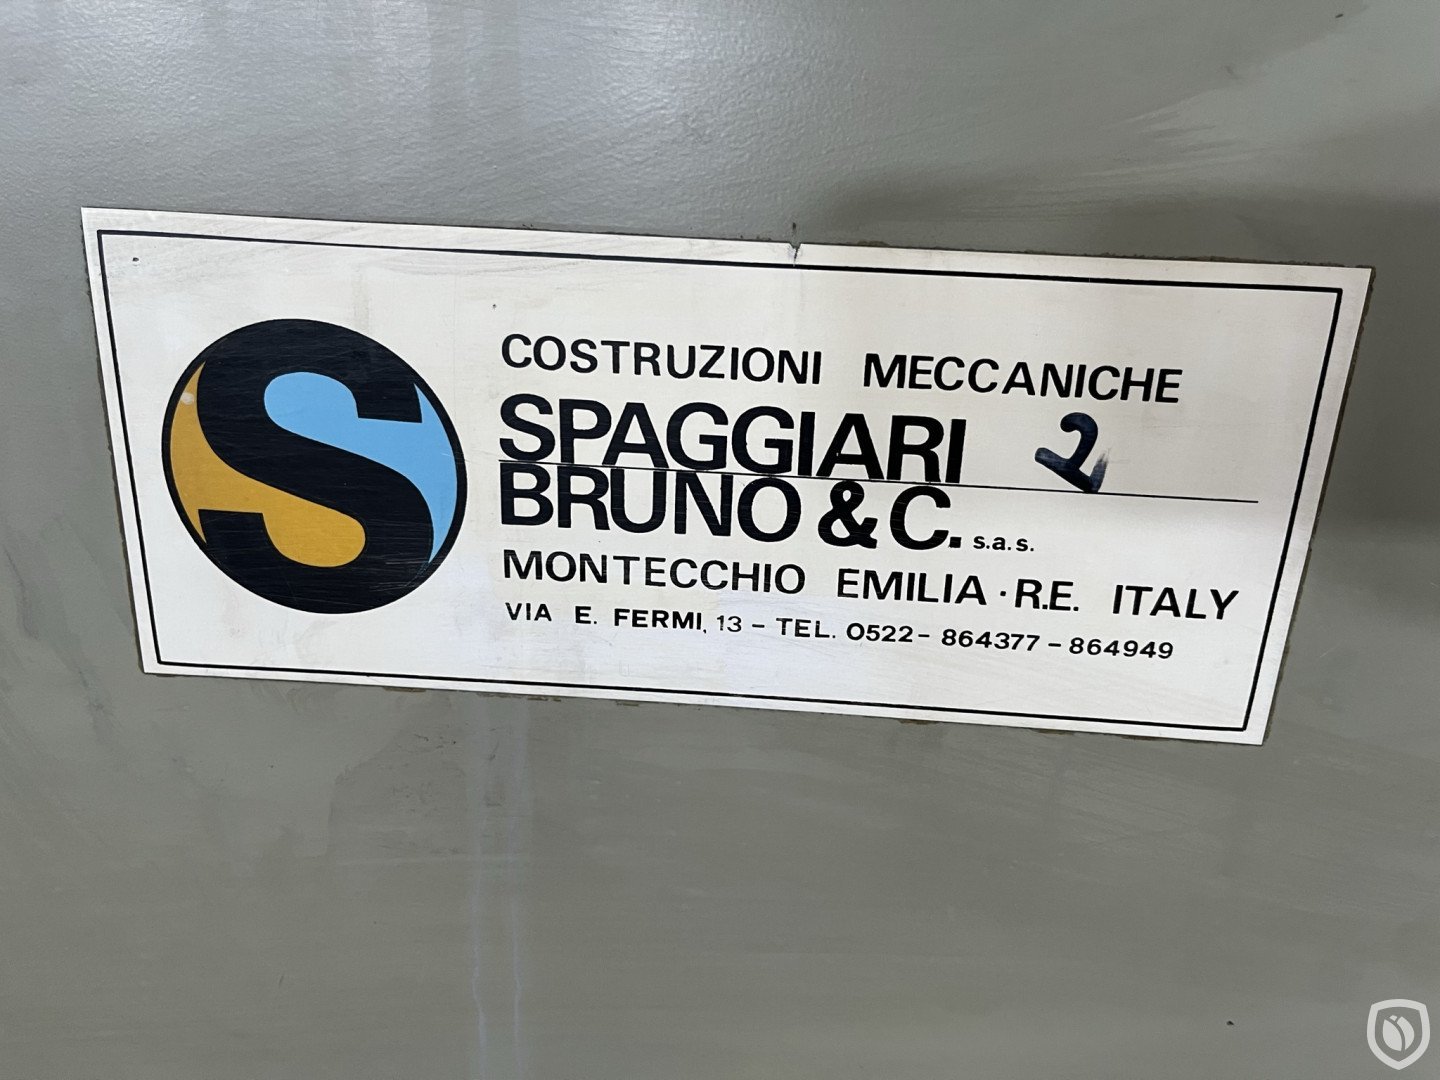 S
COSTRUZIONI MECCANICHE
SPAGGIARI 2
BRUNO & C. s.a.s.
MONTECCHIO EMILIA · R.E. ITALY
VIA E. FERMI, 13 - TEL. 0522 - 864377 - 864949